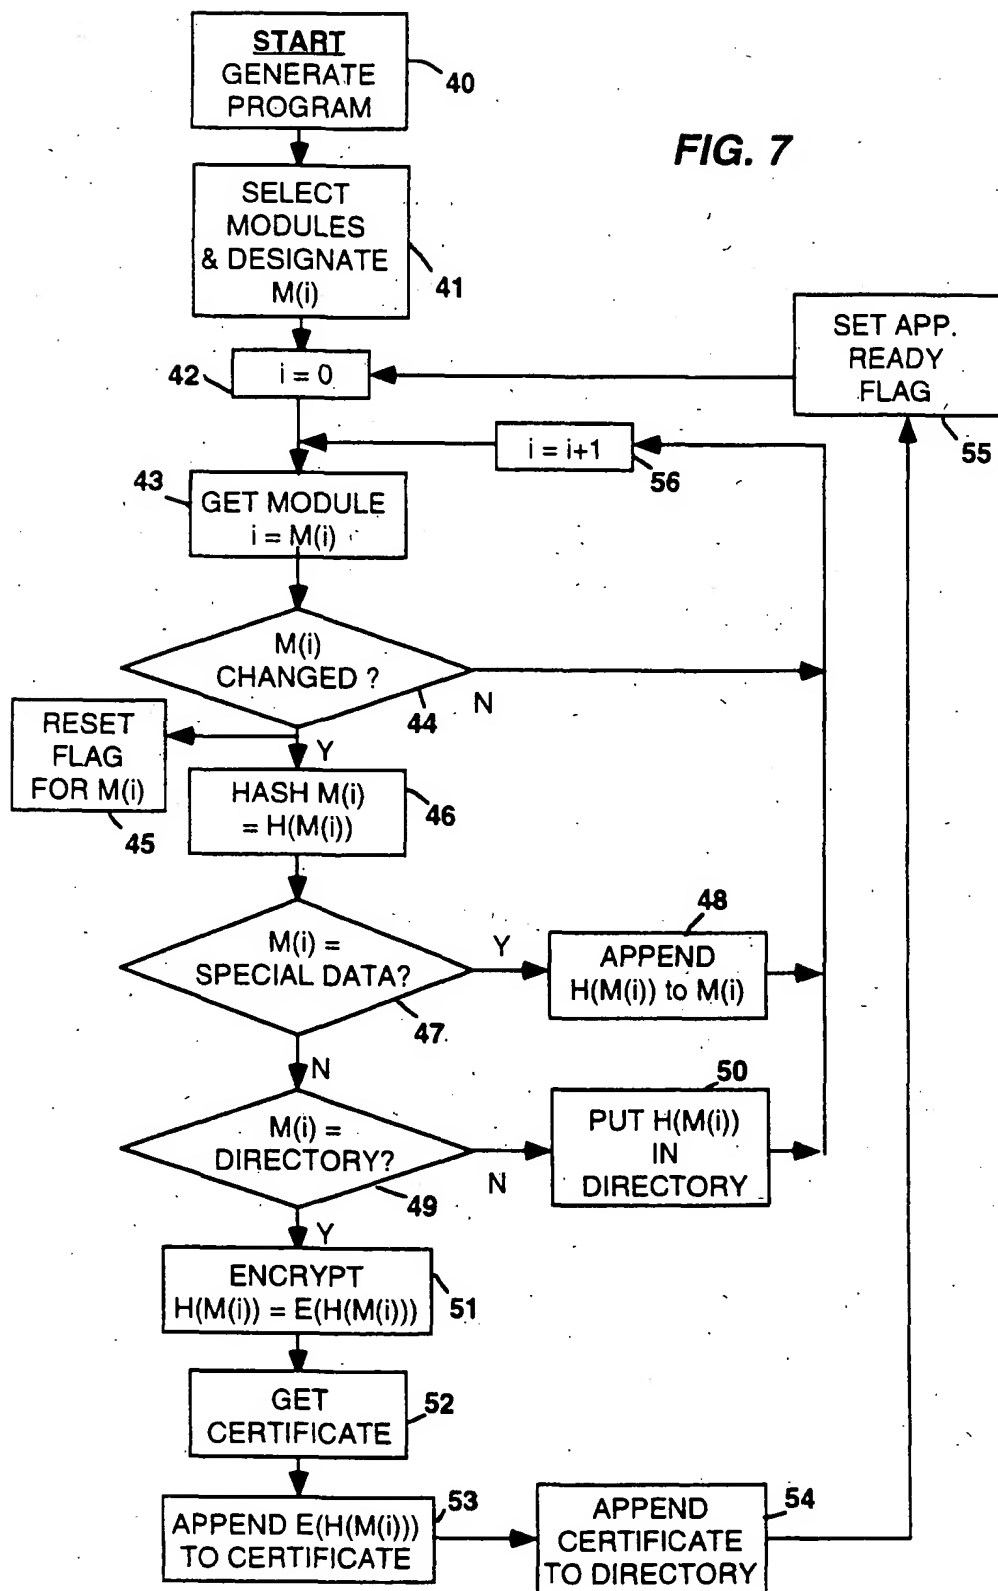 START
GENERATE
PROGRAM
40
FIG. 7
SELECT
MODULES
& DESIGNATE
M(i)
41
SET APP.
READY
FLAG
55
42
i = 0
i = i+1
56
43
GET MODULE
i = M(i)
M(i)
CHANGED ?
44
N
RESET
FLAG
FOR M(i)
45
Y
HASH M(i)
= H(M(i))
46
M(i) =
SPECIAL DATA?
47
Y
48
APPEND
H(M(i)) to M(i)
N
M(i) =
DIRECTORY?
49
N
50
PUT H(M(i))
IN
DIRECTORY
Y
ENCRYPT
H(M(i)) = E(H(M(i)))
51
GET
CERTIFICATE
52
APPEND E(H(M(i)))
TO CERTIFICATE
53
APPEND
CERTIFICATE
TO DIRECTORY
54